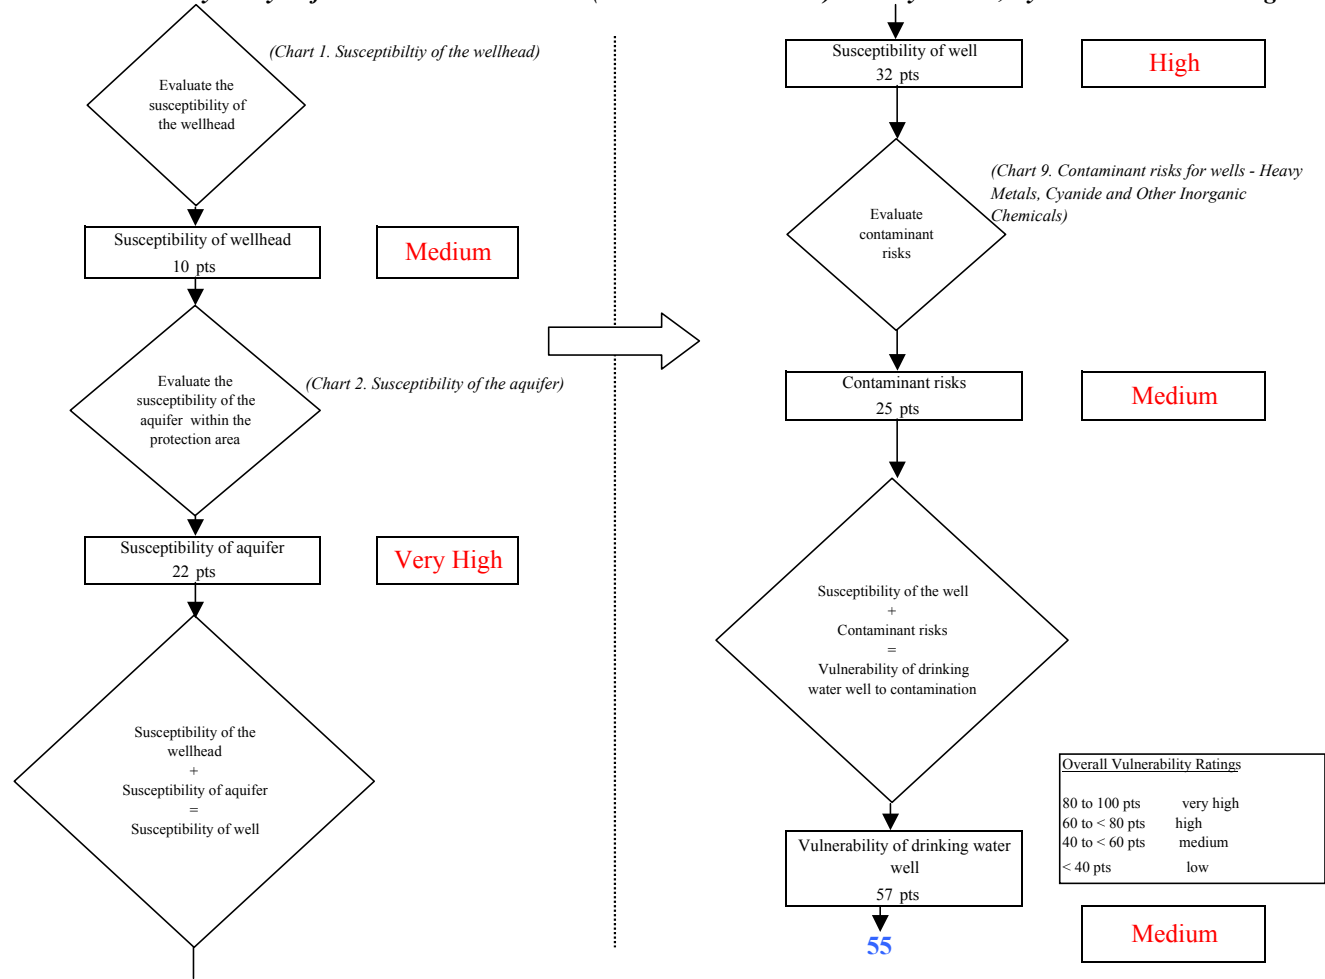 (Chart 1. Susceptibiltiy of the wellhead)
Evaluate the
susceptibility of
the wellhead
Susceptibility of wellhead
10 pts
Medium
Evaluate the
susceptibility of the
aquifer within the
protection area
(Chart 2. Susceptibility of the aquifer)
Susceptibility of aquifer
22 pts
Very High
Susceptibility of the
wellhead
+
Susceptibility of aquifer
=
Susceptibility of well
Susceptibility of well
32 pts
High
Evaluate
contaminant
risks
(Chart 9. Contaminant risks for wells - Heavy
Metals, Cyanide and Other Inorganic
Chemicals)
Contaminant risks
25 pts
Medium
Susceptibility of the well
+
Contaminant risks
=
Vulnerability of drinking
water well to contamination
Overall Vulnerability Ratings
80 to 100 pts very high
60 to < 80 pts high
40 to < 60 pts medium
< 40 pts low
Vulnerability of drinking water
well
57 pts
55
Medium